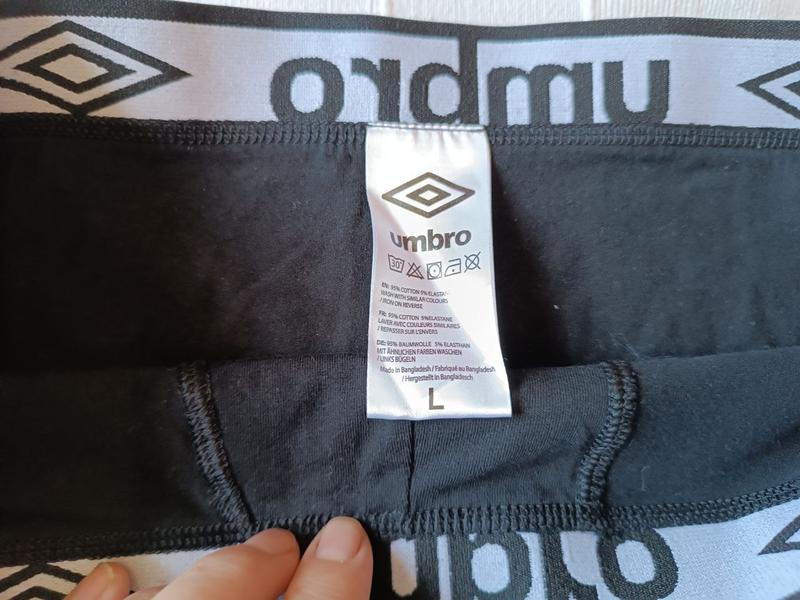 umbro
umbro
30°
EN: 95% COTTON 5% ELASTANE
WASH WITH SIMILAR COLOURS
/ IRON ON REVERSE
FR: 95% COTTON 5% ELASTANE
LAVER AVEC COULEURS SIMILAIRES
/ REPASSER SUR L'ENVERS
DE: 95% BAUMWOLLE 5% ELASTHAN
MIT ÄHNLICHEN FARBEN WASCHEN
/ LINKS BÜGELN
Made in Bangladesh / Fabriqué au Bangladesh
/ Hergestellt in Bangladesch
L